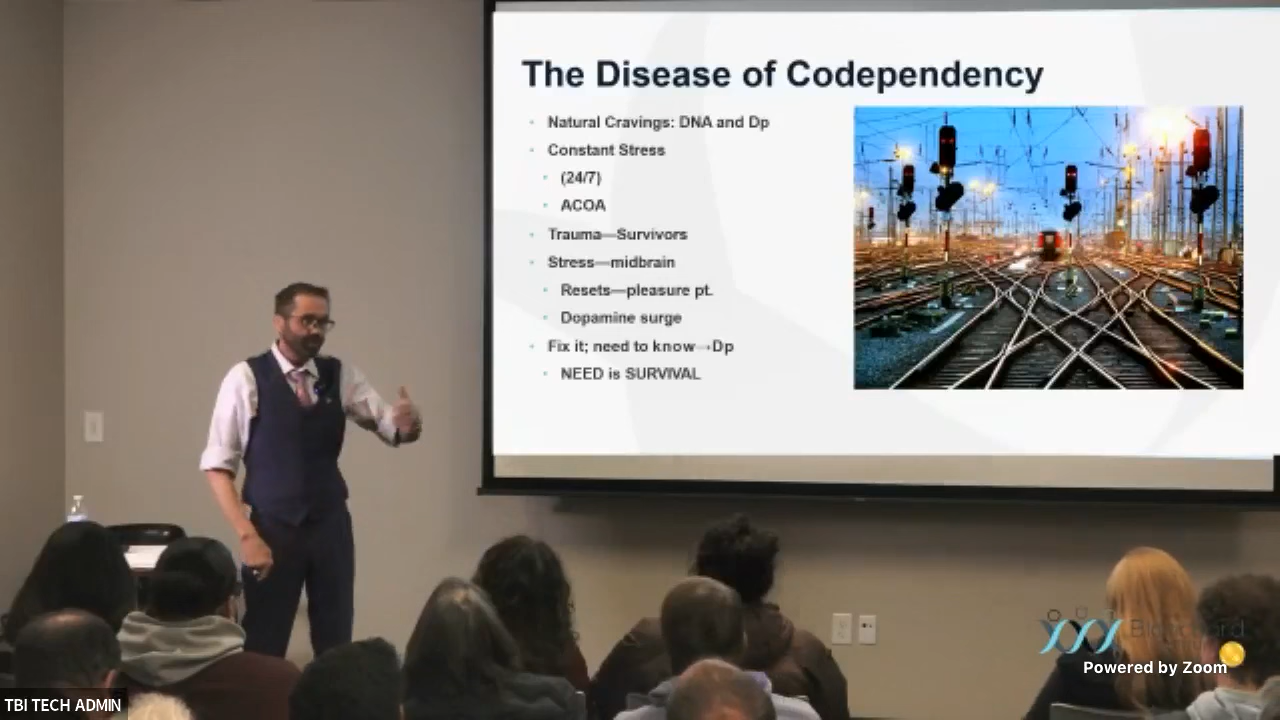 The Disease of Codependency
Natural Cravings: DNA and Dp
Constant Stress
(24/7)
ACOA
Trauma—Survivors
Stress—midbrain
Resets—pleasure pt.
Dopamine surge
Fix it; need to know→Dp
NEED is SURVIVAL
Powered by Zoom
TBI TECH ADMIN